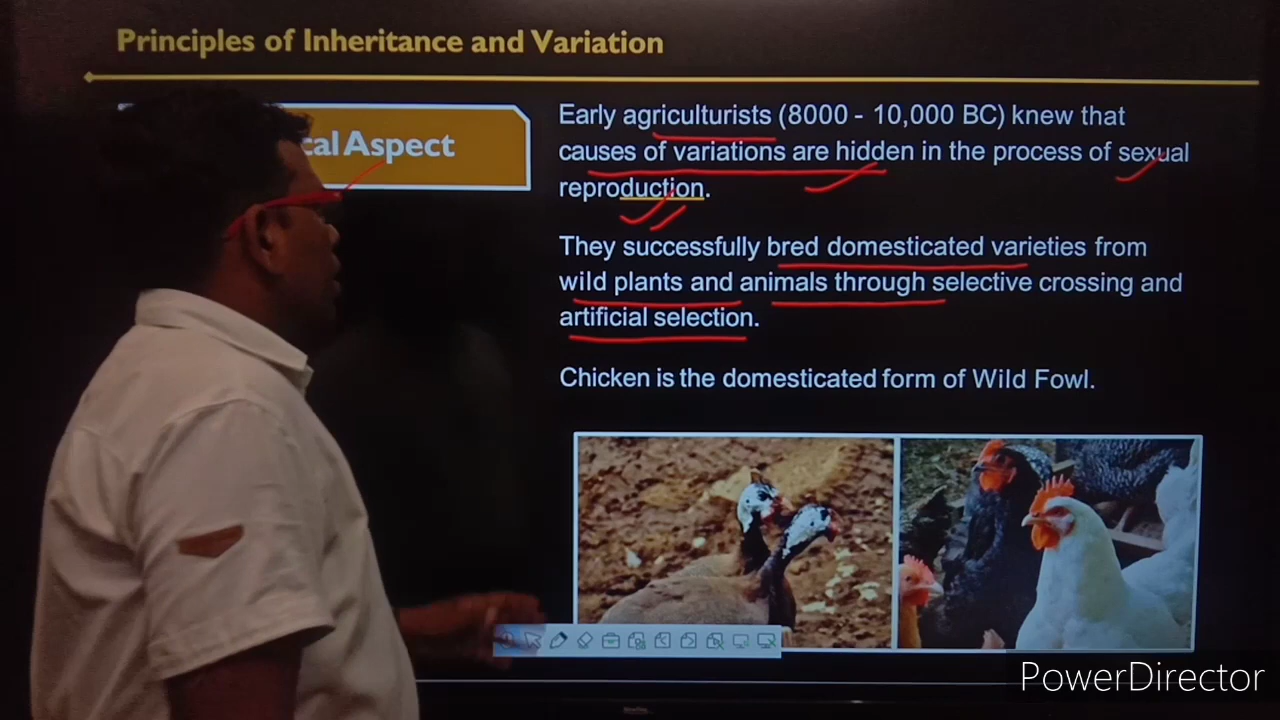 Principles of Inheritance and Variation
cal Aspect
Early agriculturists (8000 - 10,000 BC) knew that
causes of variations are hidden in the process of sexual
reproduction.
They successfully bred domesticated varieties from
wild plants and animals through selective crossing and
artificial selection.
Chicken is the domesticated form of Wild Fowl.
PowerDirector